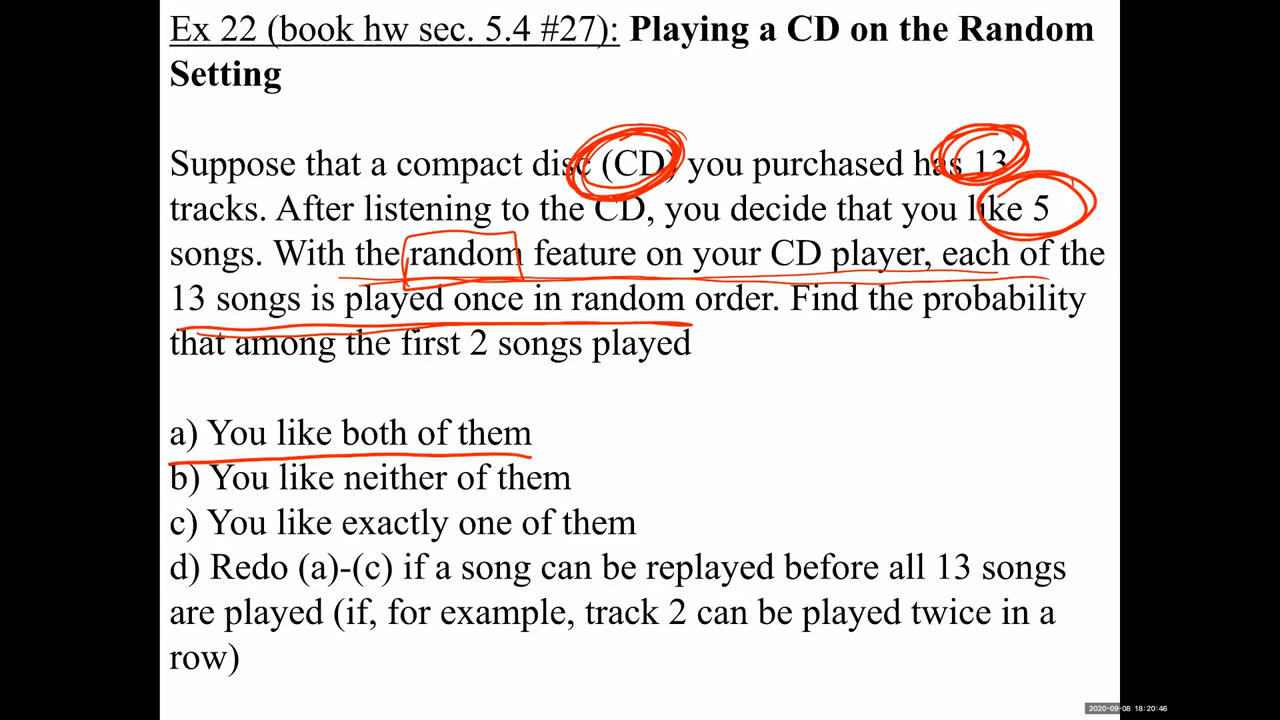 Ex 22 (book hw sec. 5.4 #27): Playing a CD on the Random
Setting
Suppose that a compact disc (CD) you purchased has 13
tracks. After listening to the CD, you decide that you like 5
songs. With the random feature on your CD player, each of the
13 songs is played once in random order. Find the probability
that among the first 2 songs played
a) You like both of them
b) You like neither of them
c) You like exactly one of them
d) Redo (a)-(c) if a song can be replayed before all 13 songs
are played (if, for example, track 2 can be played twice in a
row)
2020-09-08 18:20:46